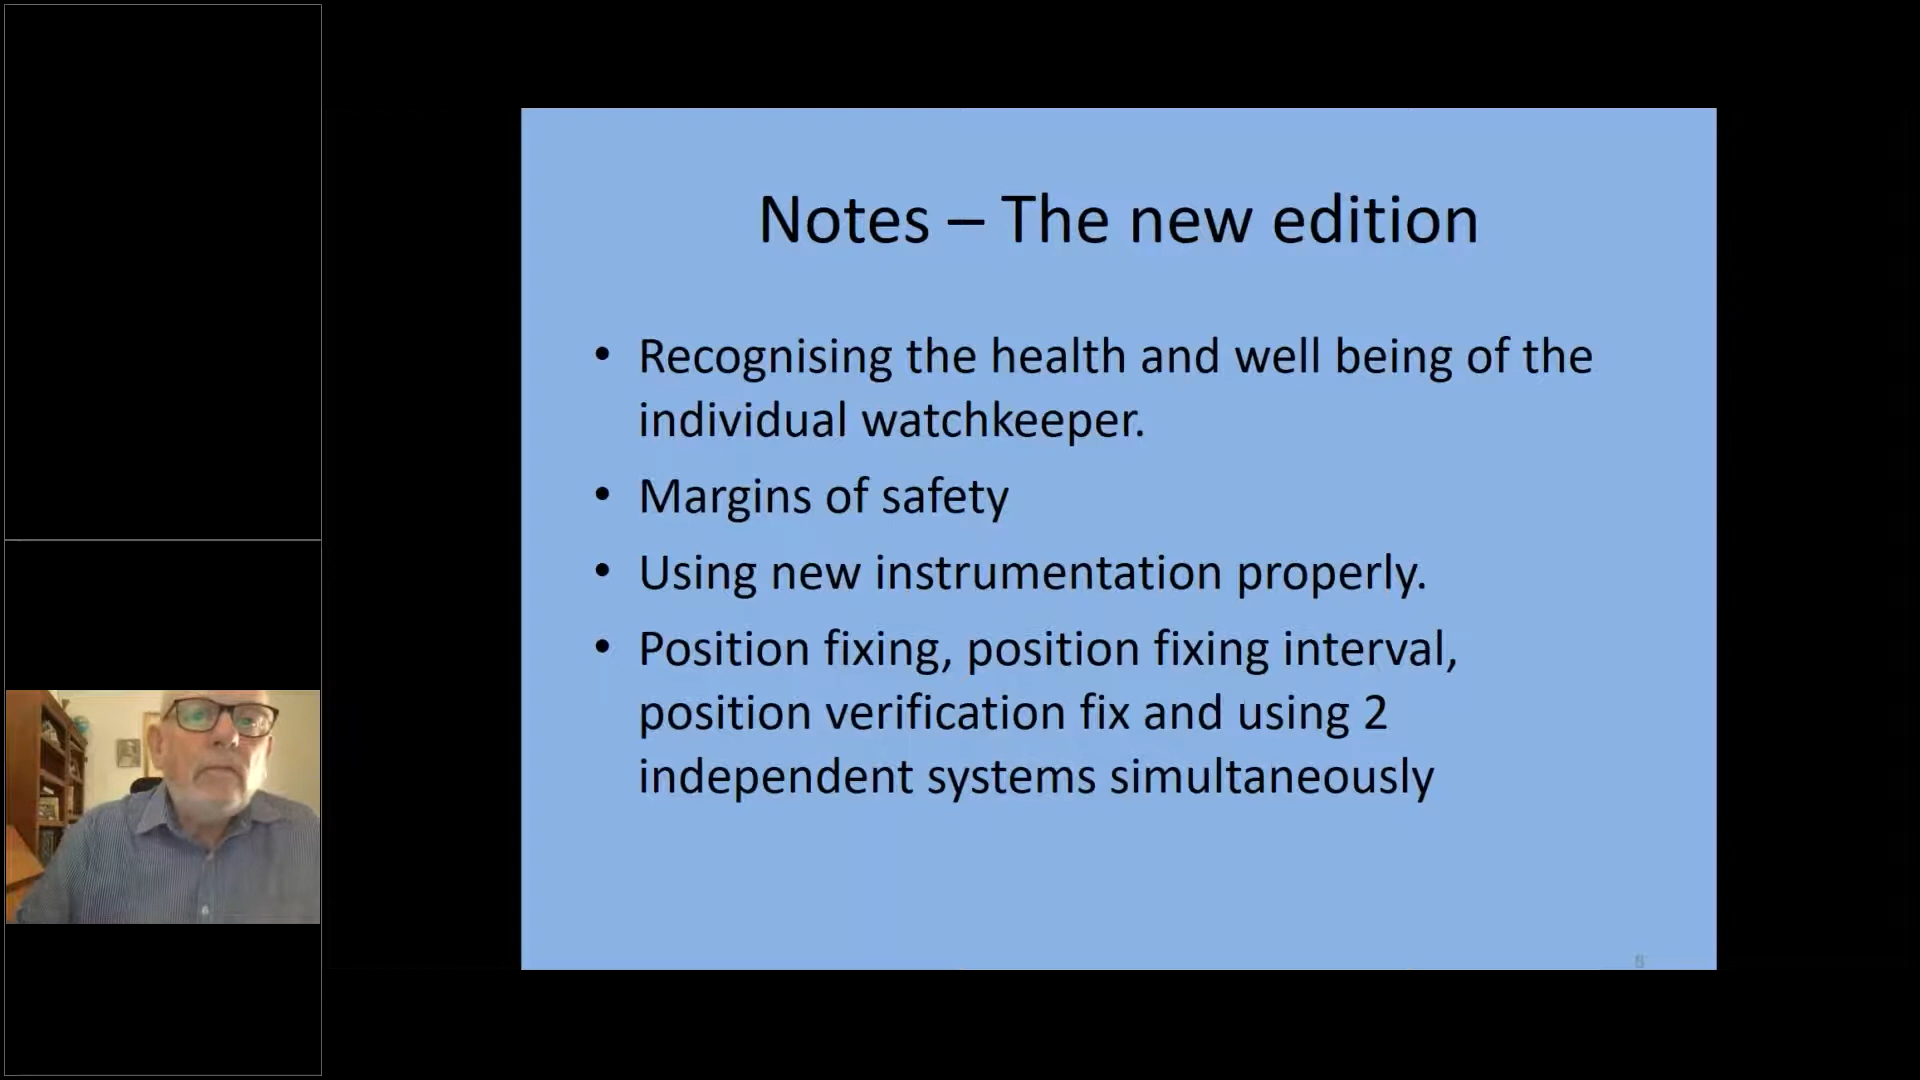 Notes – The new edition
• Recognising the health and well being of the
individual watchkeeper.
• Margins of safety
• Using new instrumentation properly.
• Position fixing, position fixing interval,
position verification fix and using 2
independent systems simultaneously
8